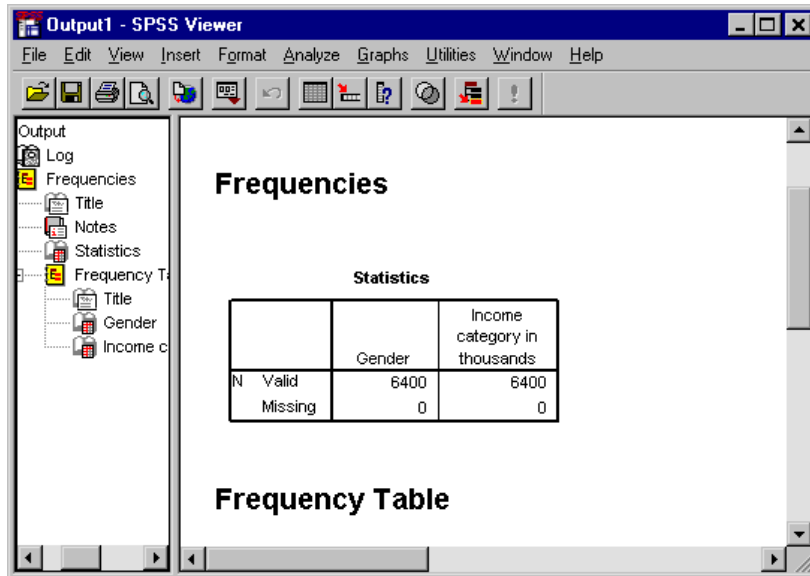 Output1 - SPSS Viewer
File Edit View Insert Format Analyze Graphs Utilities Window Help
Output
Log
Frequencies
Title
Notes
Statistics
Frequency Ta
Title
Gender
Income c
Frequencies
Statistics
Gender
Income
category in
thousands
N Valid 6400 6400
Missing 0 0
Frequency Table